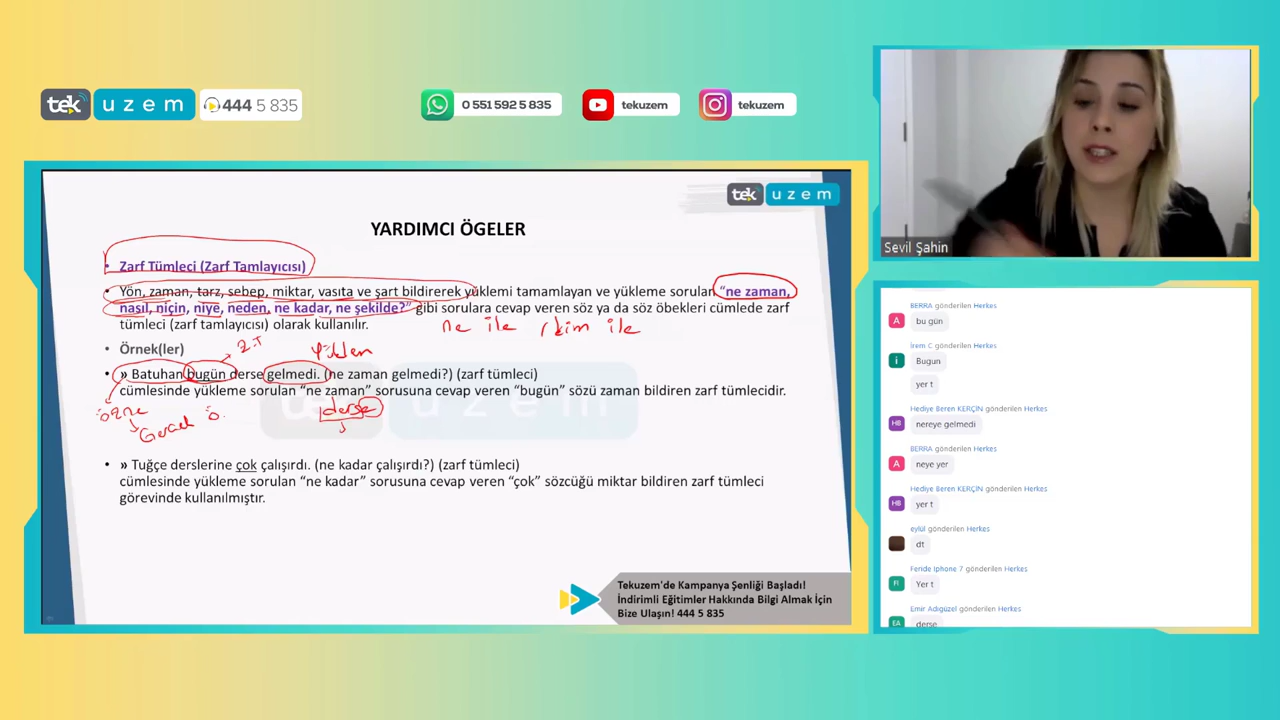 tek uzem 444 5 835
0 551 592 5 835
tekuzem
tekuzem
tek uzem
YARDIMCI ÖGELER
• Zarf Tümleci (Zarf Tamlayıcısı)
• Yön, zaman, tarz, sebep, miktar, vasıta ve şart bildirerek yüklemi tamamlayan ve yükleme sorulan “ne zaman,
nasıl, niçin, niye, neden, ne kadar, ne şekilde?” gibi sorulara cevap veren söz ya da söz öbekleri cümlede zarf
tümleci (zarf tamlayıcısı) olarak kullanılır.
ne ile / kim ile
• Örnek(ler)
z.T
yüklem
• » Batuhan bugün derse gelmedi. (ne zaman gelmedi?) (zarf tümleci)
cümlesinde yükleme sorulan “ne zaman” sorusuna cevap veren “bugün” sözü zaman bildiren zarf tümlecidir.
özne
Gerçek ö.
derse
uzem
• » Tuğçe derslerine çok çalışırdı. (ne kadar çalışırdı?) (zarf tümleci)
cümlesinde yükleme sorulan “ne kadar” sorusuna cevap veren “çok” sözcüğü miktar bildiren zarf tümleci
görevinde kullanılmıştır.
Tekuzem'de Kampanya Şenliği Başladı!
İndirimli Eğitimler Hakkında Bilgi Almak İçin
Bize Ulaşın! 444 5 835
Sevil Şahin
BERRA gönderilen Herkes
A bu gün
İrem C gönderilen Herkes
i Bugun
yer t
Hediye Beren KERÇİN gönderilen Herkes
HB nereye gelmedi
BERRA gönderilen Herkes
A neye yer
Hediye Beren KERÇİN gönderilen Herkes
HB yer t
eylül gönderilen Herkes
dt
Feride Iphone 7 gönderilen Herkes
FI Yer t
Emir Adıgüzel gönderilen Herkes
EA derse